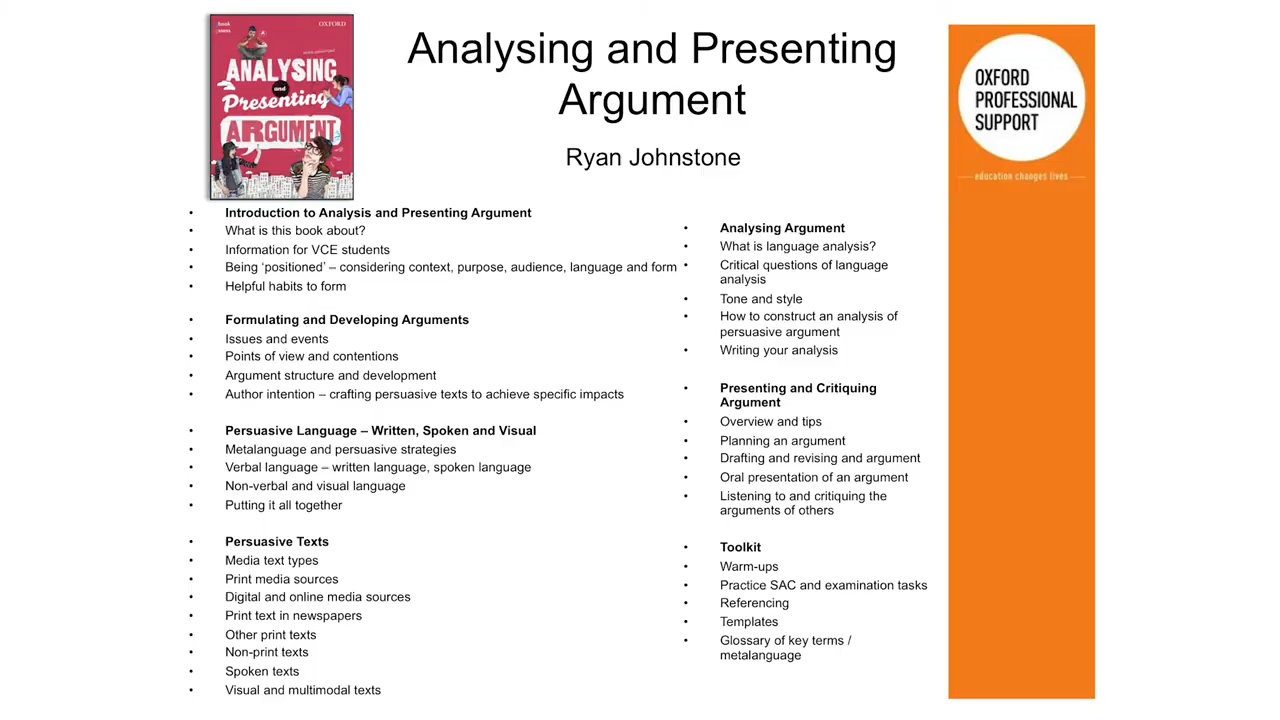 OXFORD
ANALYSING
and
Presenting
ARGUMENT
Analysing and Presenting
Argument
Ryan Johnstone
OXFORD
PROFESSIONAL
SUPPORT
education changes lives
• Introduction to Analysis and Presenting Argument
• What is this book about?
• Information for VCE students
• Being ‘positioned’ – considering context, purpose, audience, language and form
• Helpful habits to form
• Formulating and Developing Arguments
• Issues and events
• Points of view and contentions
• Argument structure and development
• Author intention – crafting persuasive texts to achieve specific impacts
• Persuasive Language – Written, Spoken and Visual
• Metalanguage and persuasive strategies
• Verbal language – written language, spoken language
• Non-verbal and visual language
• Putting it all together
• Persuasive Texts
• Media text types
• Print media sources
• Digital and online media sources
• Print text in newspapers
• Other print texts
• Non-print texts
• Spoken texts
• Visual and multimodal texts
• Analysing Argument
• What is language analysis?
• Critical questions of language
analysis
• Tone and style
• How to construct an analysis of
persuasive argument
• Writing your analysis
• Presenting and Critiquing
Argument
• Overview and tips
• Planning an argument
• Drafting and revising and argument
• Oral presentation of an argument
• Listening to and critiquing the
arguments of others
• Toolkit
• Warm-ups
• Practice SAC and examination tasks
• Referencing
• Templates
• Glossary of key terms /
metalanguage